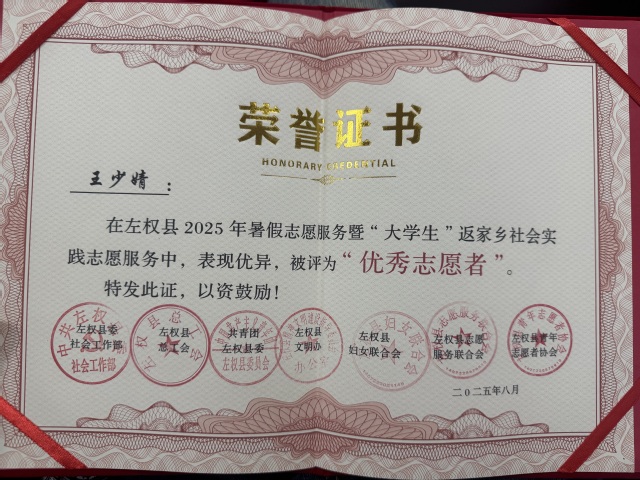 荣誉证书
HONORARY CREDENTIAL
王少婧：
在左权县2025年暑假志愿服务暨“大学生”返家乡社会实
践志愿服务中，表现优异，被评为“优秀志愿者”。
特发此证，以资鼓励！
左权县委
社会工作部
左权县
总工会
共青团
左权县委
左权县
文明办
左权县
妇女联合会
左权县志愿
服务联合会
左权县青年
志愿者协会
二〇二五年八月